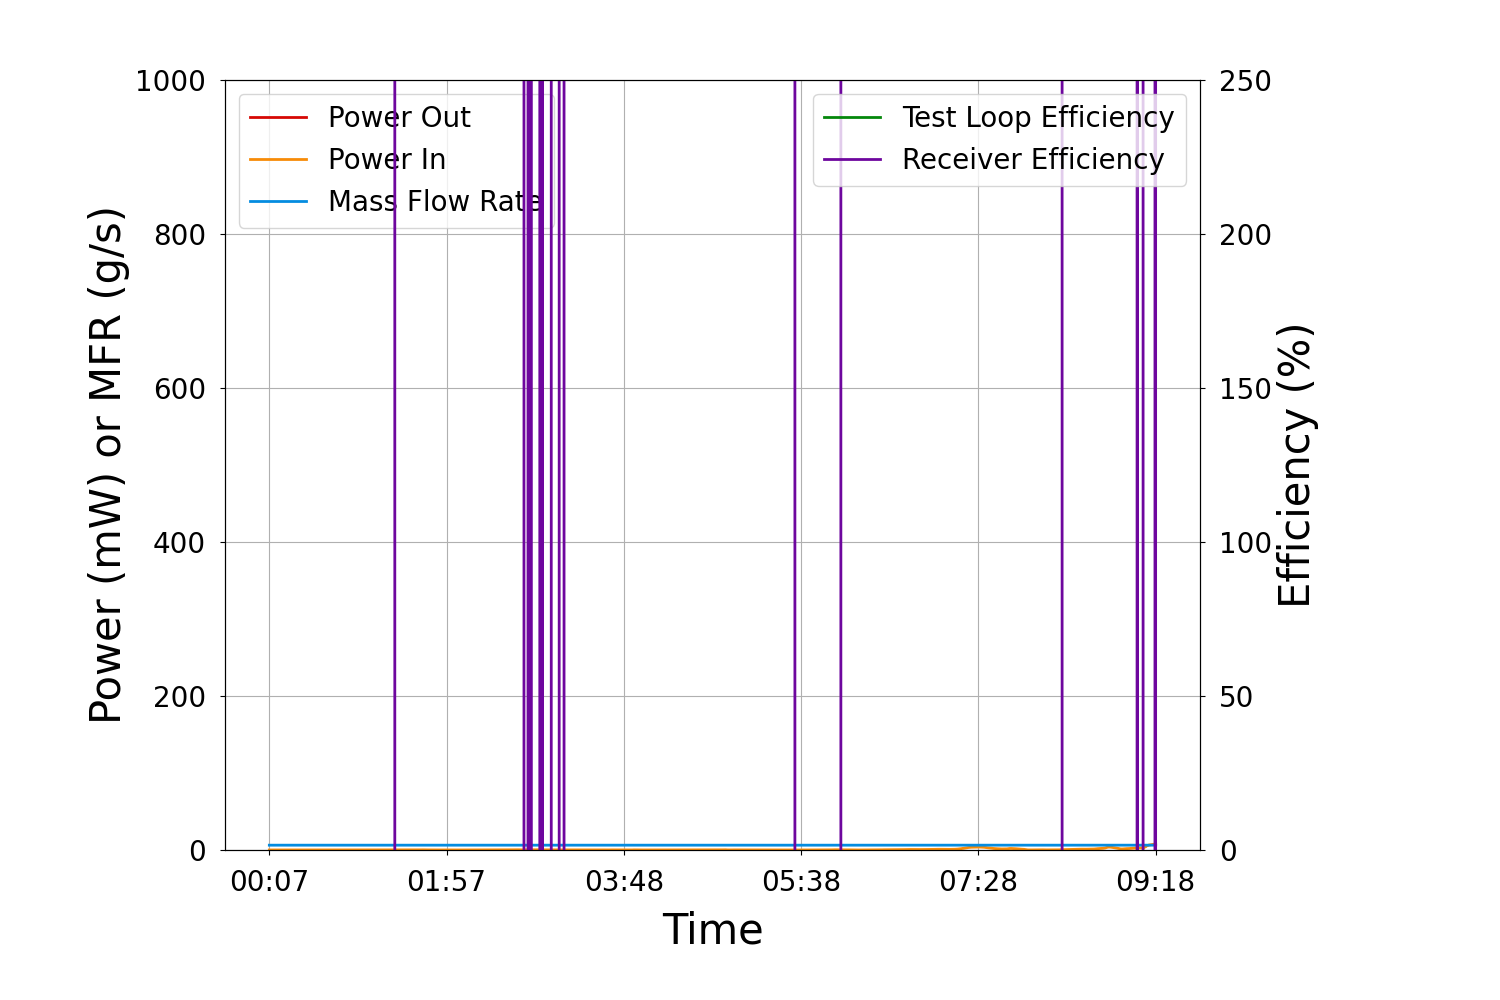 1000
800
600
400
200
0
Power (mW) or MFR (g/s)
Power Out
Power In
Mass Flow Rate
Test Loop Efficiency
Receiver Efficiency
250
200
150
100
50
0
Efficiency (%)
00:07 01:57 03:48 05:38 07:28 09:18
Time